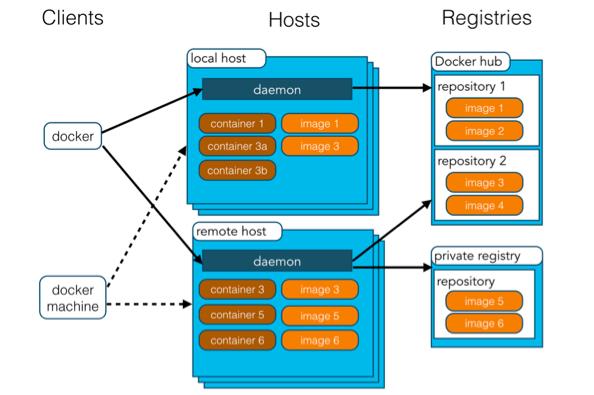 Clients
Hosts
Registries
local host
daemon
container 1
image 1
container 3a
image 3
container 3b
docker
docker
machine
remote host
daemon
container 3
image 3
container 5
image 5
container 6
image 6
Docker hub
repository 1
image 1
image 2
repository 2
image 3
image 4
private registry
repository
image 5
image 6